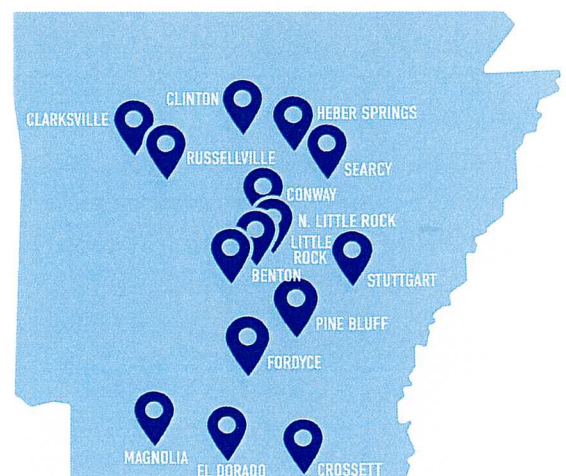 CLINTON
HEBER SPRINGS
CLARKSVILLE
RUSSELLVILLE
SEARCY
CONWAY
N. LITTLE ROCK
LITTLE
ROCK
BENTON
STUTTGART
PINE BLUFF
FORDYCE
MAGNOLIA
EL DORADO
CROSSETT